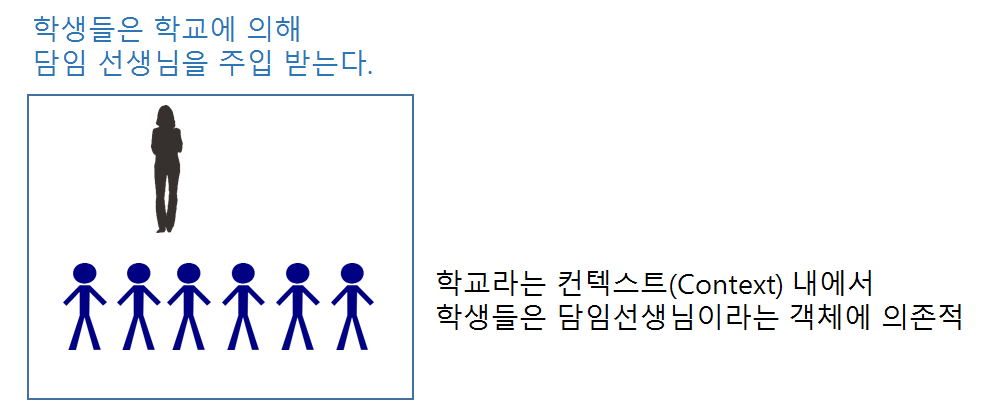 학생들은 학교에 의해
담임 선생님을 주입 받는다.
학교라는 컨텍스트(Context) 내에서
학생들은 담임선생님이라는 객체에 의존적